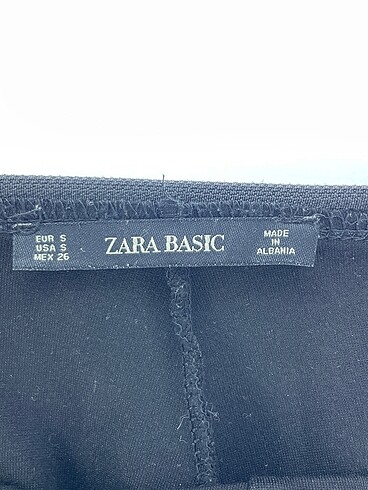 EUR S
USA S
MEX 26
ZARA BASIC
MADE
IN
ALBANIA